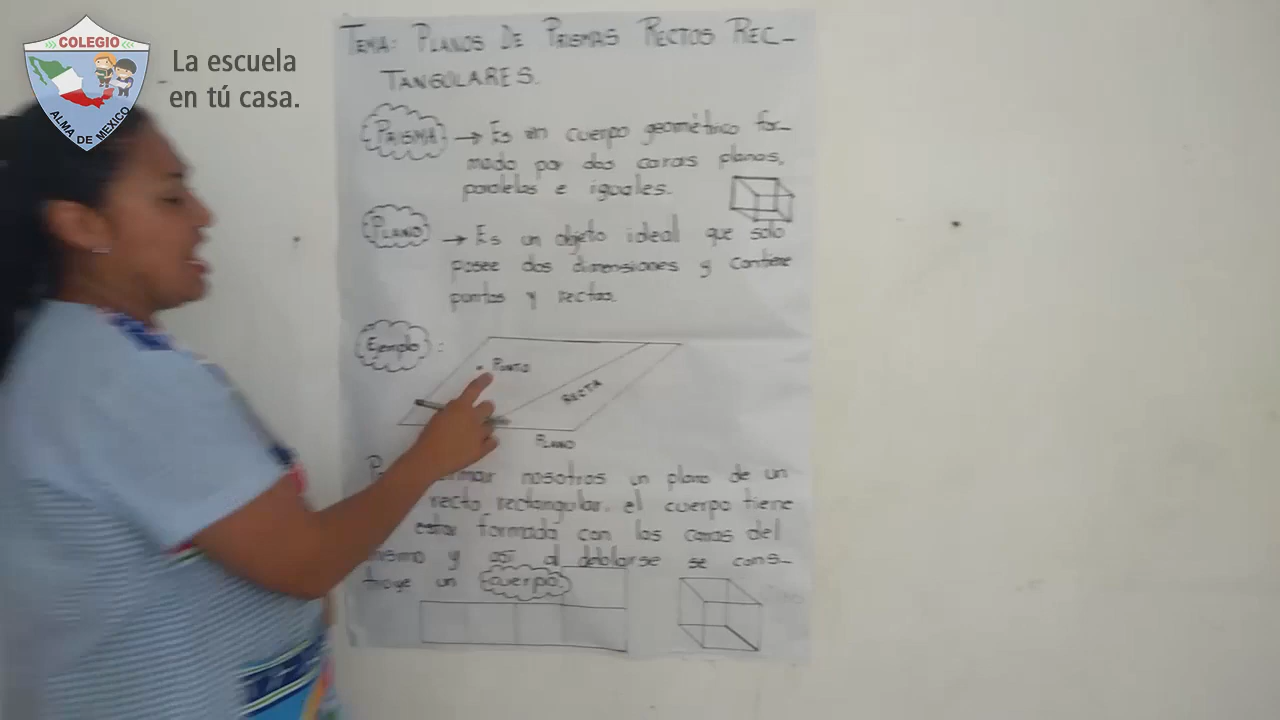 COLEGIO
ALMA DE MEXICO
La escuela
en tú casa.
TEMA: PLANOS DE PRISMAS RECTOS REC-
TANGULARES.
PRISMA → Es un cuerpo geométrico for-
mado por dos caras planas,
paralelas e iguales.
PLANO → Es un objeto ideal que solo
posee dos dimensiones y contiene
puntos y rectas.
Ejemplo:
PUNTO
RECTA
PLANO
nosotros un plano de un
recto rectangular, el cuerpo tiene
estar formado con las caras del
mismo y así al doblarse se cons-
truye un cuerpo.